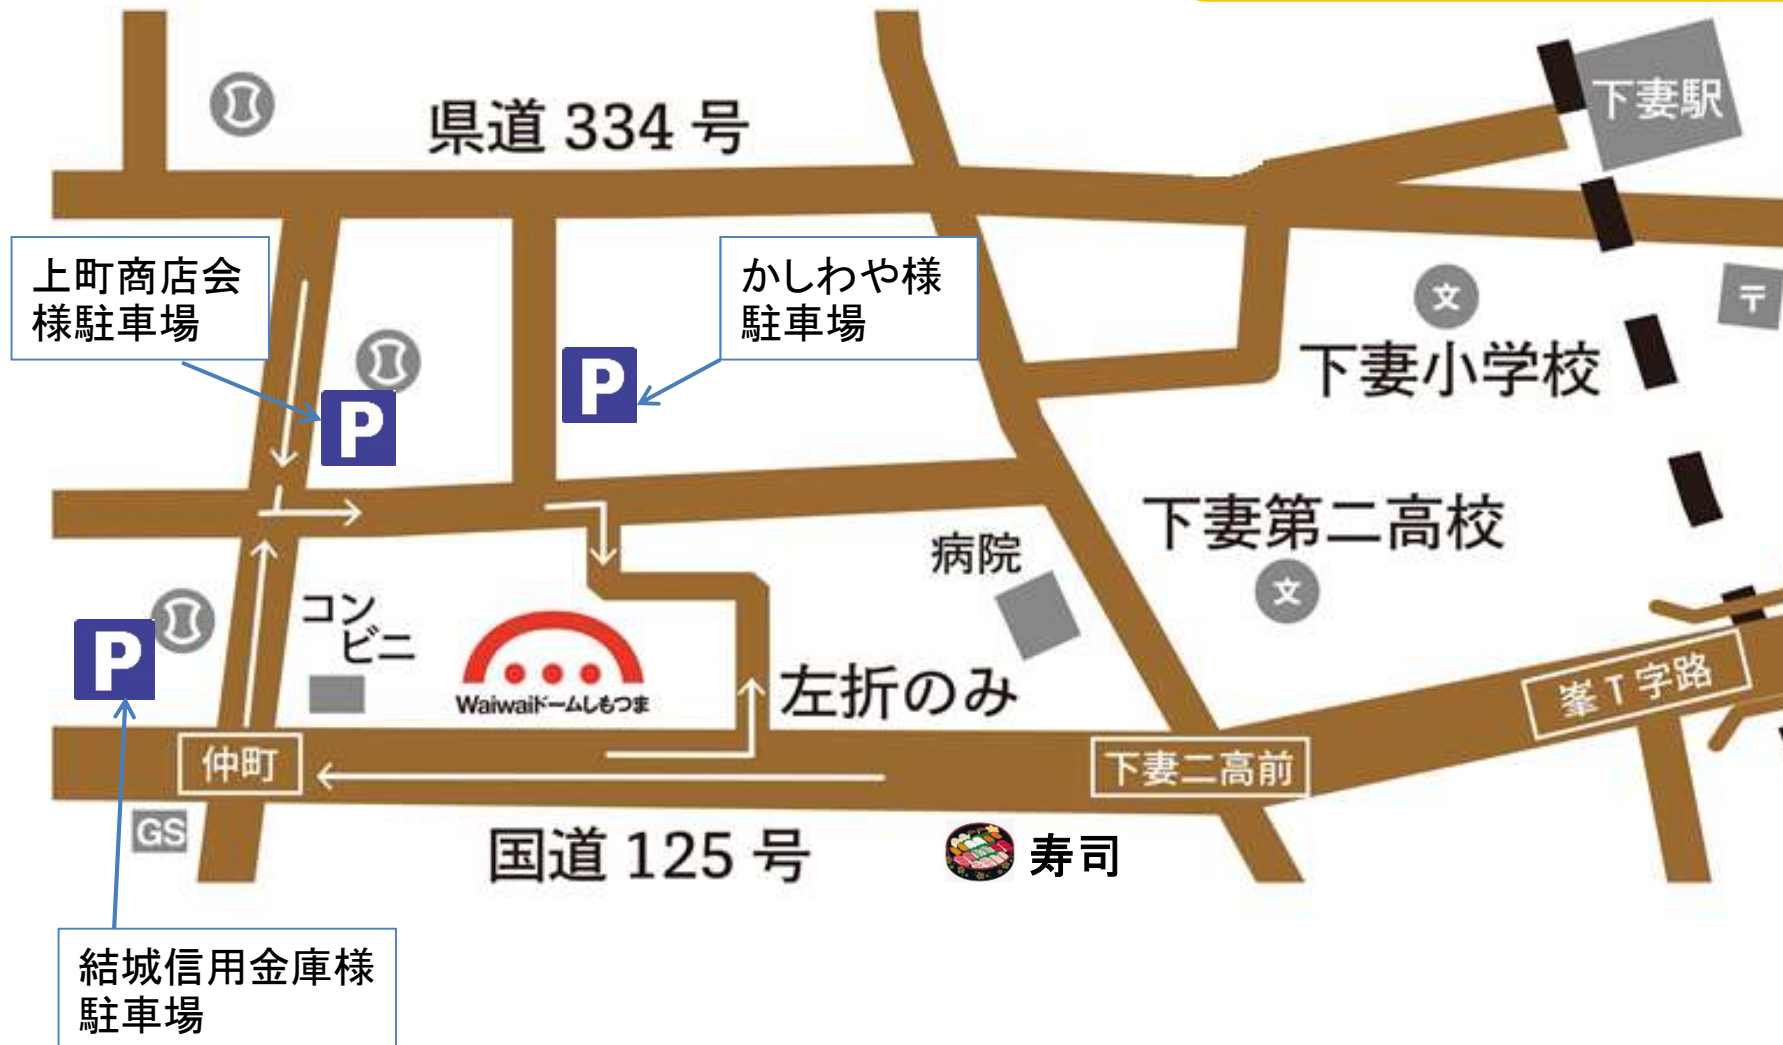 下妻駅
県道 334 号
上町商店会
様駐車場
かしわや様
駐車場
文
〒
下妻小学校
P
P
下妻第二高校
病院
文
コン
ビニ
P
Waiwaiドームしもつま
左折のみ
峯T字路
仲町
下妻二高前
GS
国道 125 号
寿司
結城信用金庫様
駐車場